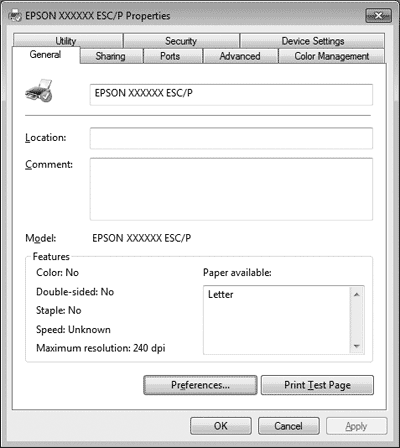 EPSON XXXXXX ESC/P Properties
Utility Security Device Settings
General Sharing Ports Advanced Color Management
EPSON XXXXXX ESC/P
Location:
Comment:
Model: EPSON XXXXXX ESC/P
Features
Color: No Paper available:
Double-sided: No Letter
Staple: No
Speed: Unknown
Maximum resolution: 240 dpi
Preferences... Print Test Page
OK Cancel Apply